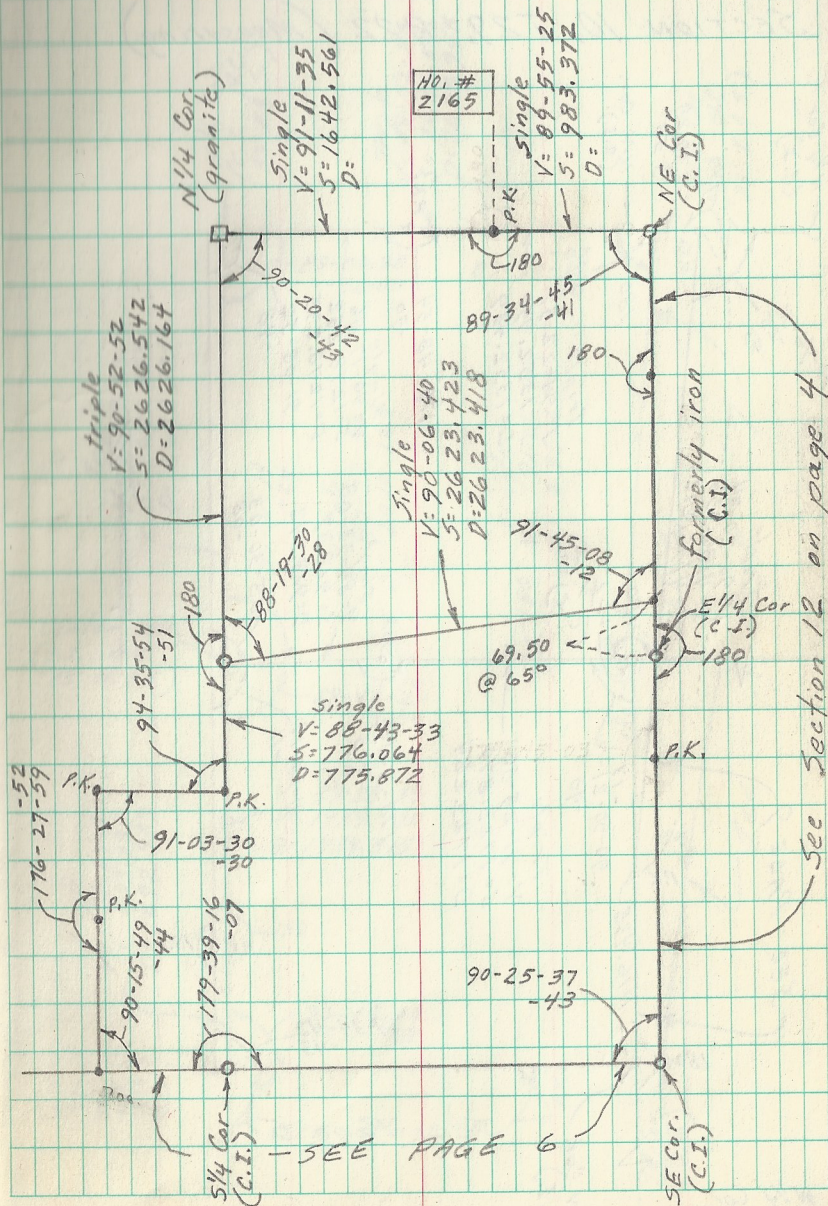 N 1/4 Cor.
(granite)
Single
V= 91-11-35
S= 1642.561
D=
HO. #
2165
Single
V= 89-55-25
S= 983.372
D=
P.K.
NE Cor
(C.I.)
triple
V= 90-52-52
S= 2626.542
D= 2626.164
90-20-42
-43
180
89-34-45
-41
180
Single
V= 90-06-40
S= 2623.423
D= 2623.418
formerly iron
(C.I.)
88-19-30
-28
91-45-08
-12
94-35-54
-51
180
69.50
@ 65°
E 1/4 Cor
(C.I.)
180
single
V= 88-43-33
S= 776.064
D= 775.872
P.K.
P.K.
P.K.
176-27-59
-52
91-03-30
-30
P.K.
90-15-49
-44
179-39-16
-07
90-25-37
-43
See Section 12 on page 4
S 1/4 Cor.
(C.I.)
-SEE PAGE 6
SE Cor.
(C.I.)